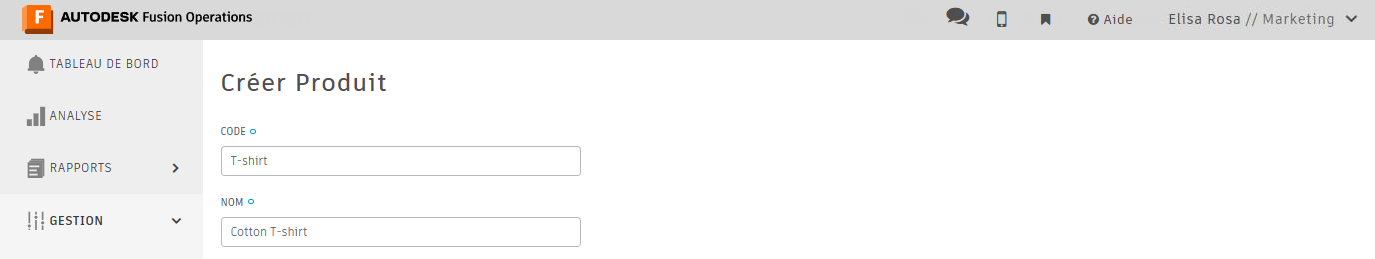 F AUTODESK Fusion Operations
Aide
Elisa Rosa // Marketing
TABLEAU DE BORD
ANALYSE
RAPPORTS
GESTION
Créer Produit
CODE
T-shirt
NOM
Cotton T-shirt